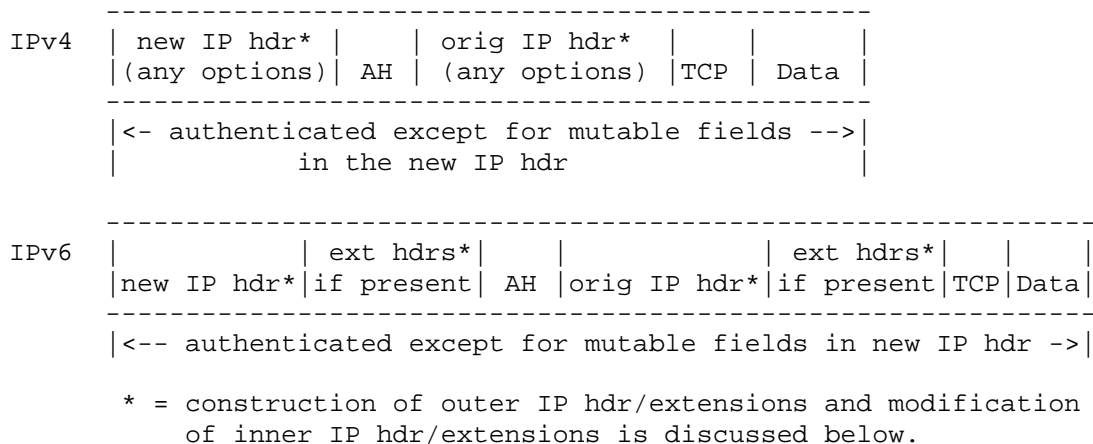 ------------------------------------------------
IPv4  | new IP hdr* |    | orig IP hdr*  |    |      |
      |(any options)| AH | (any options) |TCP | Data |
------------------------------------------------
      |<- authenticated except for mutable fields -->|
      |           in the new IP hdr                  |
--------------------------------------------------------------
IPv6  |           | ext hdrs*|    |            | ext hdrs*|   |    |
      |new IP hdr*|if present| AH |orig IP hdr*|if present|TCP|Data|
--------------------------------------------------------------
      |<-- authenticated except for mutable fields in new IP hdr ->|
* = construction of outer IP hdr/extensions and modification
of inner IP hdr/extensions is discussed below.